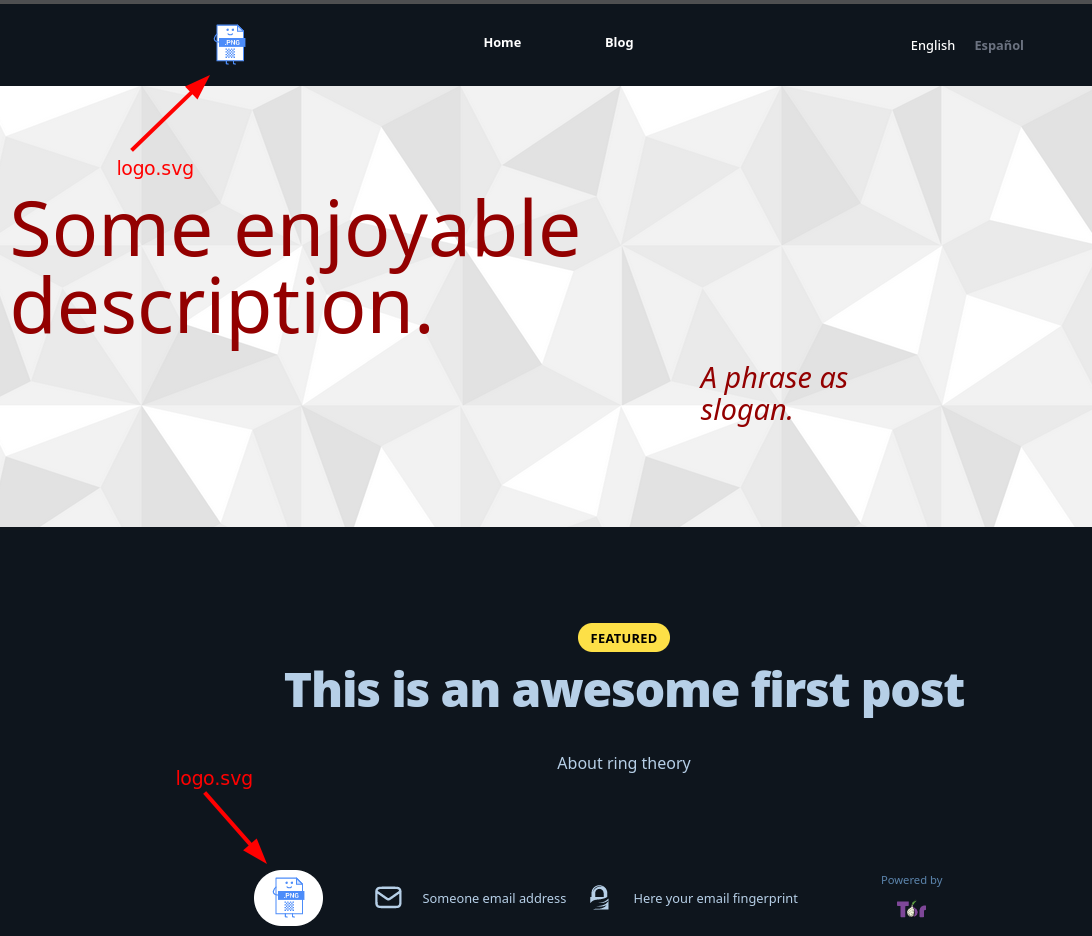 .PNG
Home
Blog
English
Español
logo.svg
Some enjoyable
description.
A phrase as
slogan.
FEATURED
This is an awesome first post
About ring theory
logo.svg
.PNG
Someone email address
Here your email fingerprint
Powered by
Tor